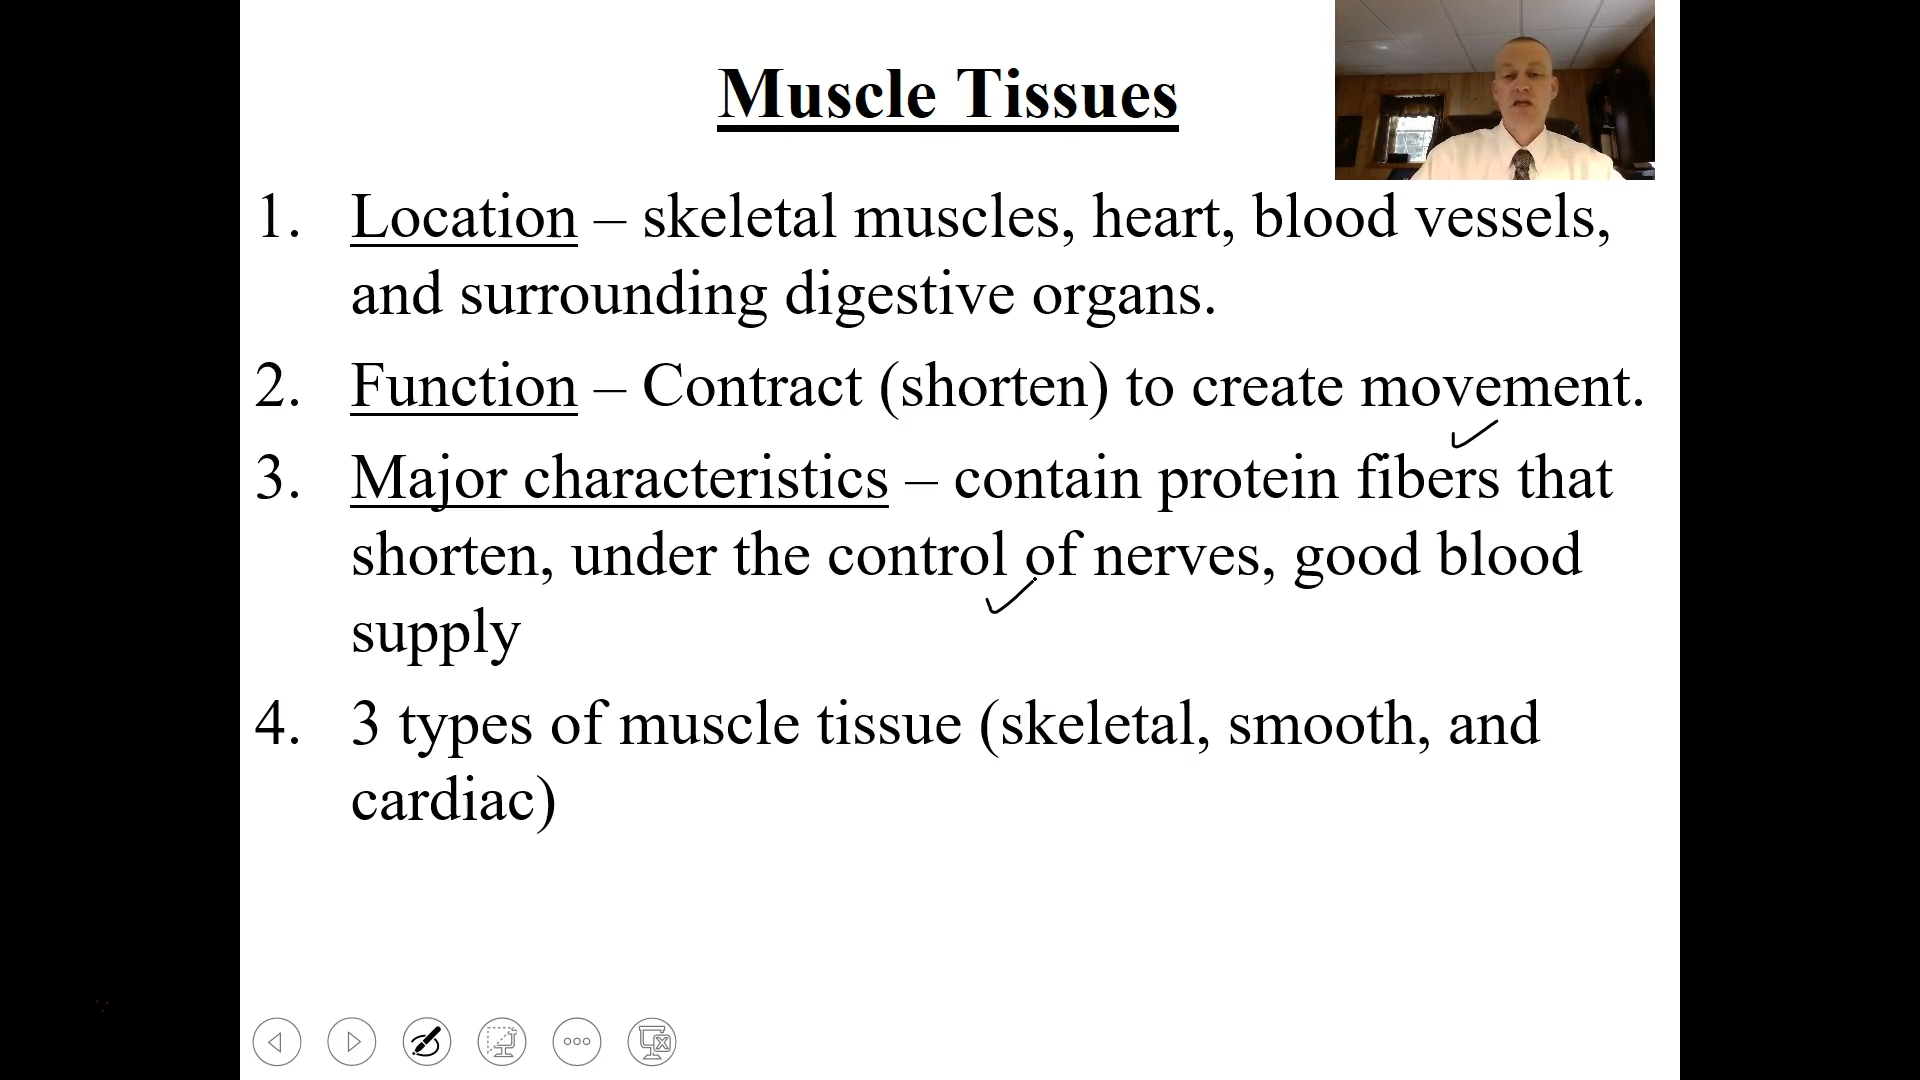 Muscle Tissues
1. Location – skeletal muscles, heart, blood vessels,
and surrounding digestive organs.
2. Function – Contract (shorten) to create movement.
3. Major characteristics – contain protein fibers that
shorten, under the control of nerves, good blood
supply
4. 3 types of muscle tissue (skeletal, smooth, and
cardiac)